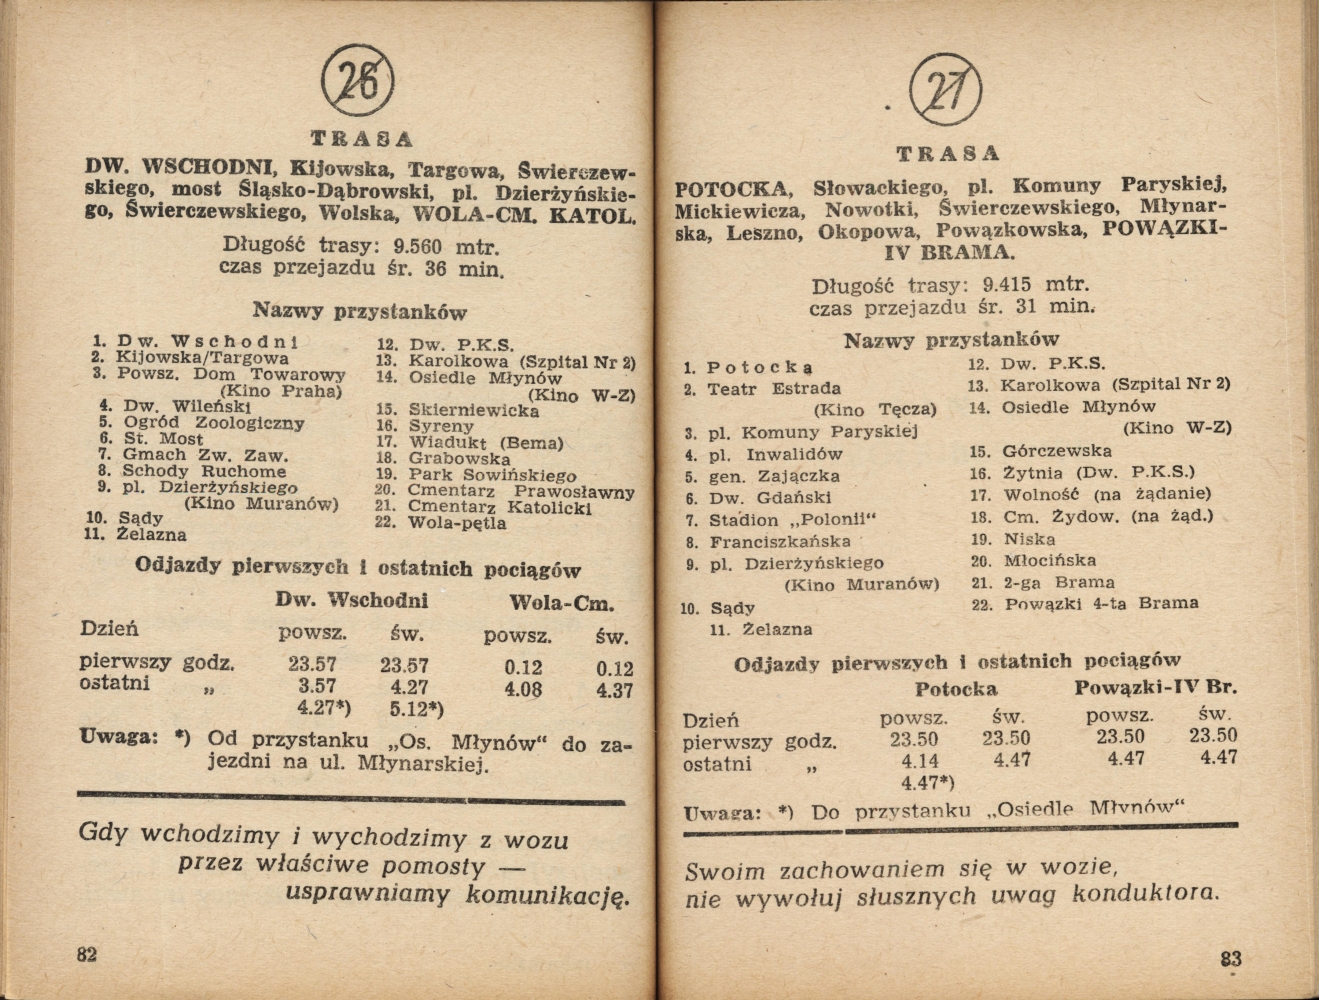 26
TRASA
DW. WSCHODNI, Kijowska, Targowa, Świerczew-
skiego, most Śląsko-Dąbrowski, pl. Dzierżyńskie-
go, Świerczewskiego, Wolska, WOLA-CM. KATOL.
Długość trasy: 9.560 mtr.
czas przejazdu śr. 36 min.
Nazwy przystanków
1. Dw. Wschodni
2. Kijowska/Targowa
3. Powsz. Dom Towarowy
(Kino Praha)
4. Dw. Wileński
5. Ogród Zoologiczny
6. St. Most
7. Gmach Zw. Zaw.
8. Schody Ruchome
9. pl. Dzierżyńskiego
(Kino Muranów)
10. Sądy
11. Żelazna
12. Dw. P.K.S.
13. Karolkowa (Szpital Nr 2)
14. Osiedle Młynów
(Kino W-Z)
15. Skierniewicka
16. Syreny
17. Wiadukt (Bema)
18. Grabowska
19. Park Sowińskiego
20. Cmentarz Prawosławny
21. Cmentarz Katolicki
22. Wola-pętla
Odjazdy pierwszych i ostatnich pociągów
Dw. Wschodni Wola-Cm.
Dzień powsz. św. powsz. św.
pierwszy godz. 23.57 23.57 0.12 0.12
ostatni „ 3.57 4.27 4.08 4.37
4.27*) 5.12*)
Uwaga: *) Od przystanku „Os. Młynów“ do za-
jezdni na ul. Młynarskiej.
Gdy wchodzimy i wychodzimy z wozu
przez właściwe pomosty —
usprawniamy komunikację.
82
27
TRASA
POTOCKA, Słowackiego, pl. Komuny Paryskiej,
Mickiewicza, Nowotki, Świerczewskiego, Młynar-
ska, Leszno, Okopowa, Powązkowska, POWĄZKI-
IV BRAMA.
Długość trasy: 9.415 mtr.
czas przejazdu śr. 31 min.
Nazwy przystanków
1. Potocka
2. Teatr Estrada
(Kino Tęcza)
3. pl. Komuny Paryskiej
4. pl. Inwalidów
5. gen. Zajączka
6. Dw. Gdański
7. Stadion „Polonii“
8. Franciszkańska
9. pl. Dzierżyńskiego
(Kino Muranów)
10. Sądy
11. Żelazna
12. Dw. P.K.S.
13. Karolkowa (Szpital Nr 2)
14. Osiedle Młynów
(Kino W-Z)
15. Górczewska
16. Żytnia (Dw. P.K.S.)
17. Wolność (na żądanie)
18. Cm. Żydow. (na żąd.)
19. Niska
20. Młocińska
21. 2-ga Brama
22. Powązki 4-ta Brama
Odjazdy pierwszych i ostatnich pociągów
Potocka Powązki-IV Br.
Dzień powsz. św. powsz. św.
pierwszy godz. 23.50 23.50 23.50 23.50
ostatni „ 4.14 4.47 4.47 4.47
4.47*)
Uwaga: *) Do przystanku „Osiedle Młynów“
Swoim zachowaniem się w wozie,
nie wywołuj słusznych uwag konduktora.
83